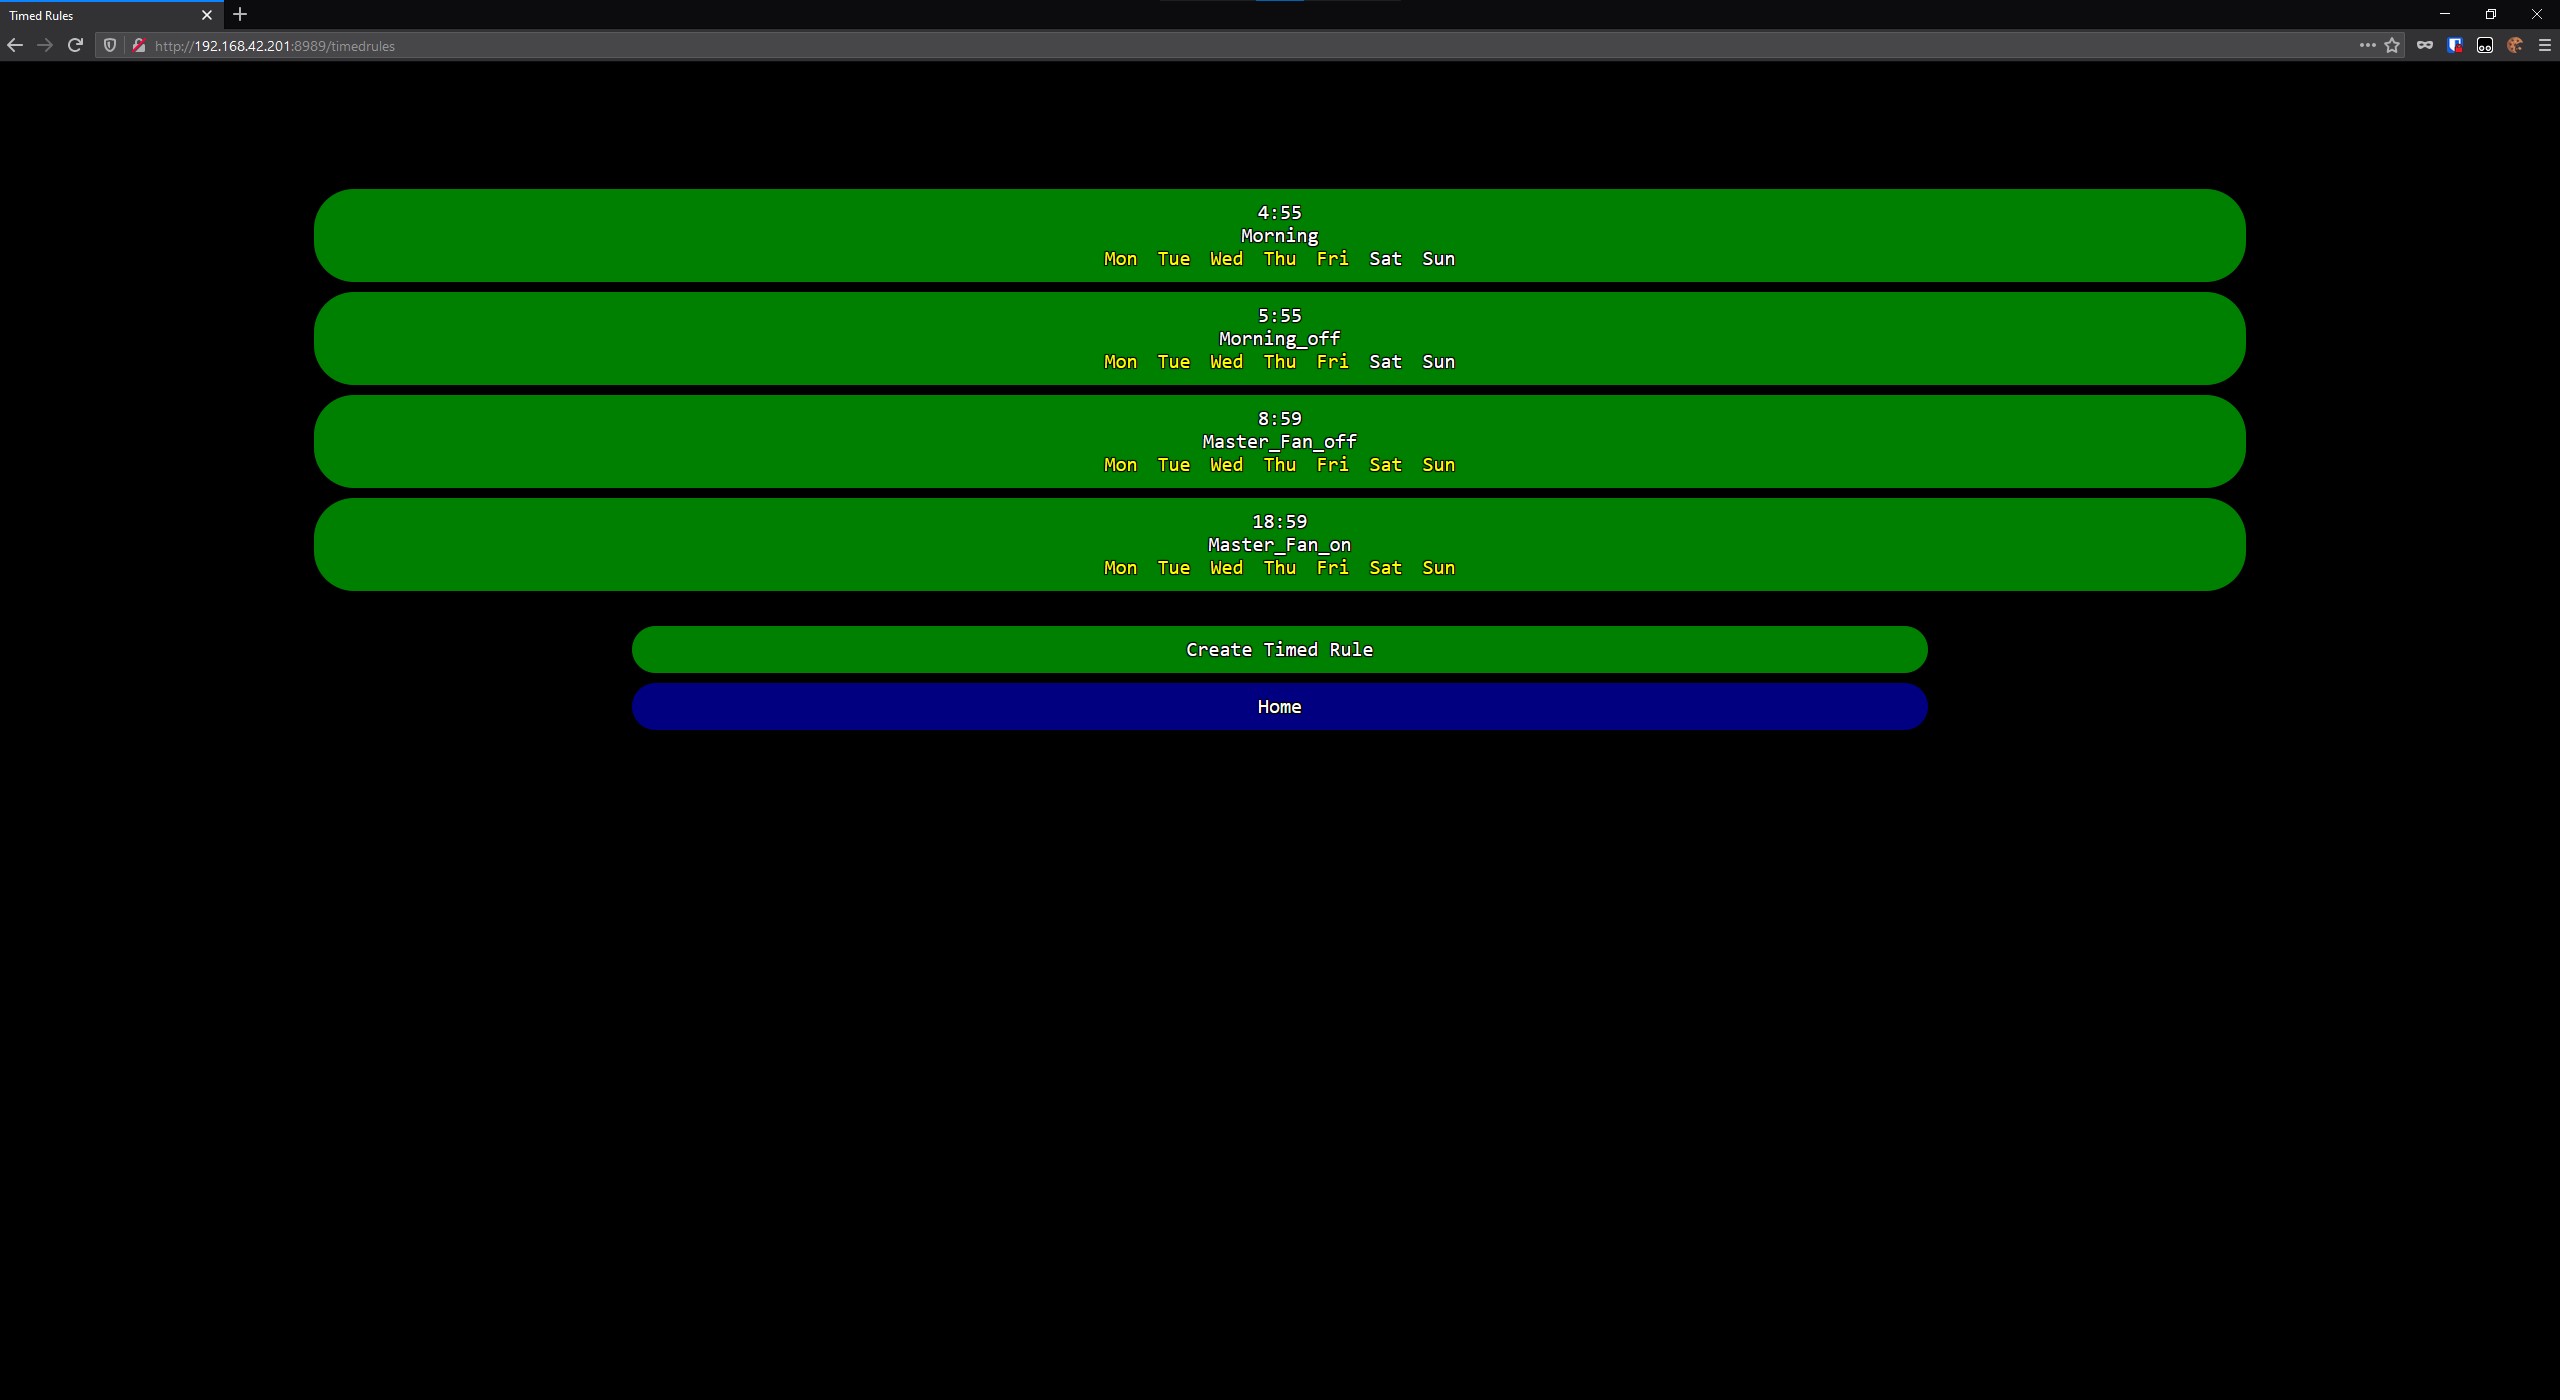 Timed Rules
http://192.168.42.201:8989/timedrules
4:55
Morning
Mon Tue Wed Thu Fri Sat Sun
5:55
Morning_off
Mon Tue Wed Thu Fri Sat Sun
8:59
Master_Fan_off
Mon Tue Wed Thu Fri Sat Sun
18:59
Master_Fan_on
Mon Tue Wed Thu Fri Sat Sun
Create Timed Rule
Home